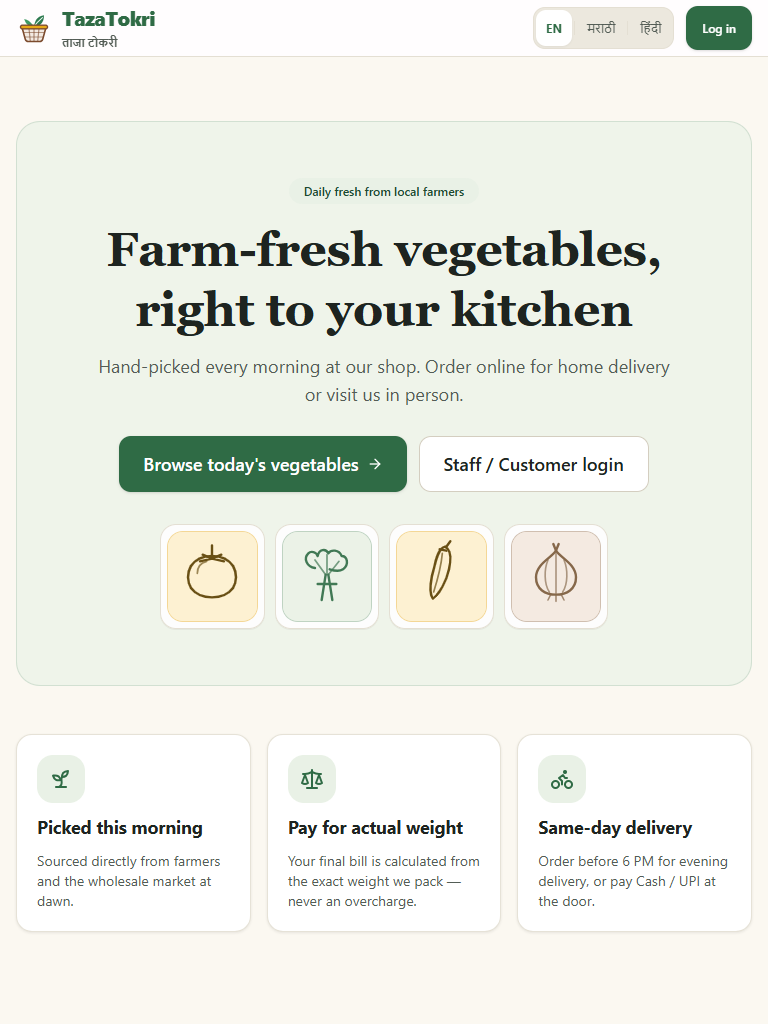 TazaTokri
ताजा टोकरी
EN
मराठी
हिंदी
Log in
Daily fresh from local farmers
Farm-fresh vegetables,
right to your kitchen
Hand-picked every morning at our shop. Order online for home delivery
or visit us in person.
Browse today's vegetables →
Staff / Customer login
Picked this morning
Sourced directly from farmers
and the wholesale market at
dawn.
Pay for actual weight
Your final bill is calculated from
the exact weight we pack —
never an overcharge.
Same-day delivery
Order before 6 PM for evening
delivery, or pay Cash / UPI at
the door.